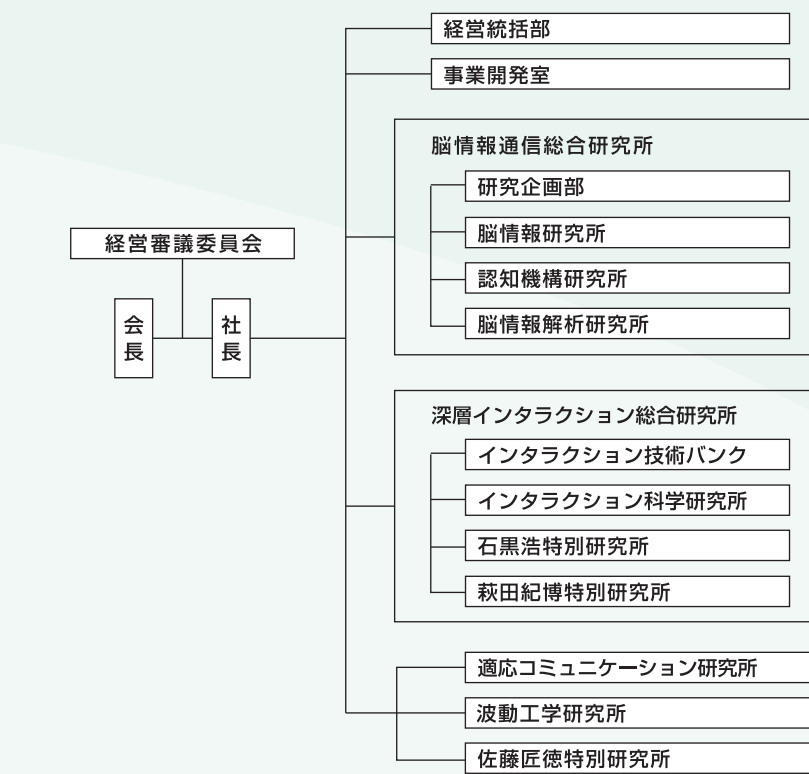 経営統括部
事業開発室
脳情報通信総合研究所
研究企画部
脳情報研究所
認知機構研究所
脳情報解析研究所
経営審議委員会
会長
社長
深層インタラクション総合研究所
インタラクション技術バンク
インタラクション科学研究所
石黒浩特別研究所
萩田紀博特別研究所
適応コミュニケーション研究所
波動工学研究所
佐藤匠徳特別研究所